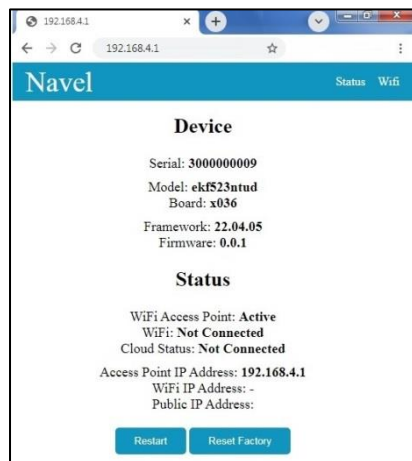 192.168.4.1
192.168.4.1
Navel
Status Wifi
Device
Serial: 3000000009
Model: ekf523ntud
Board: x036
Framework: 22.04.05
Firmware: 0.0.1
Status
WiFi Access Point: Active
WiFi: Not Connected
Cloud Status: Not Connected
Access Point IP Address: 192.168.4.1
WiFi IP Address: -
Public IP Address:
Restart Reset Factory